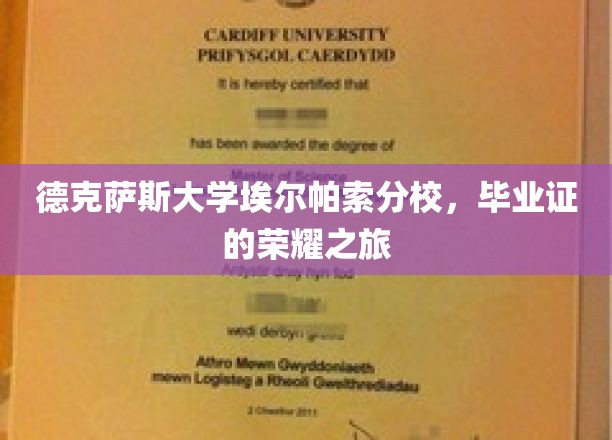 CARDIFF UNIVERSITY
PRIFYSGOL CAERDYDD
It is hereby certified that
has been awarded the degree of
Master of Science
德克萨斯大学埃尔帕索分校，毕业证
的荣耀之旅
Ardystir drwy hyn fod
wedi derbyn gradd
Athro Mewn Gwyddoniaeth
mewn Logisteg a Rheoli Gweithrediadau